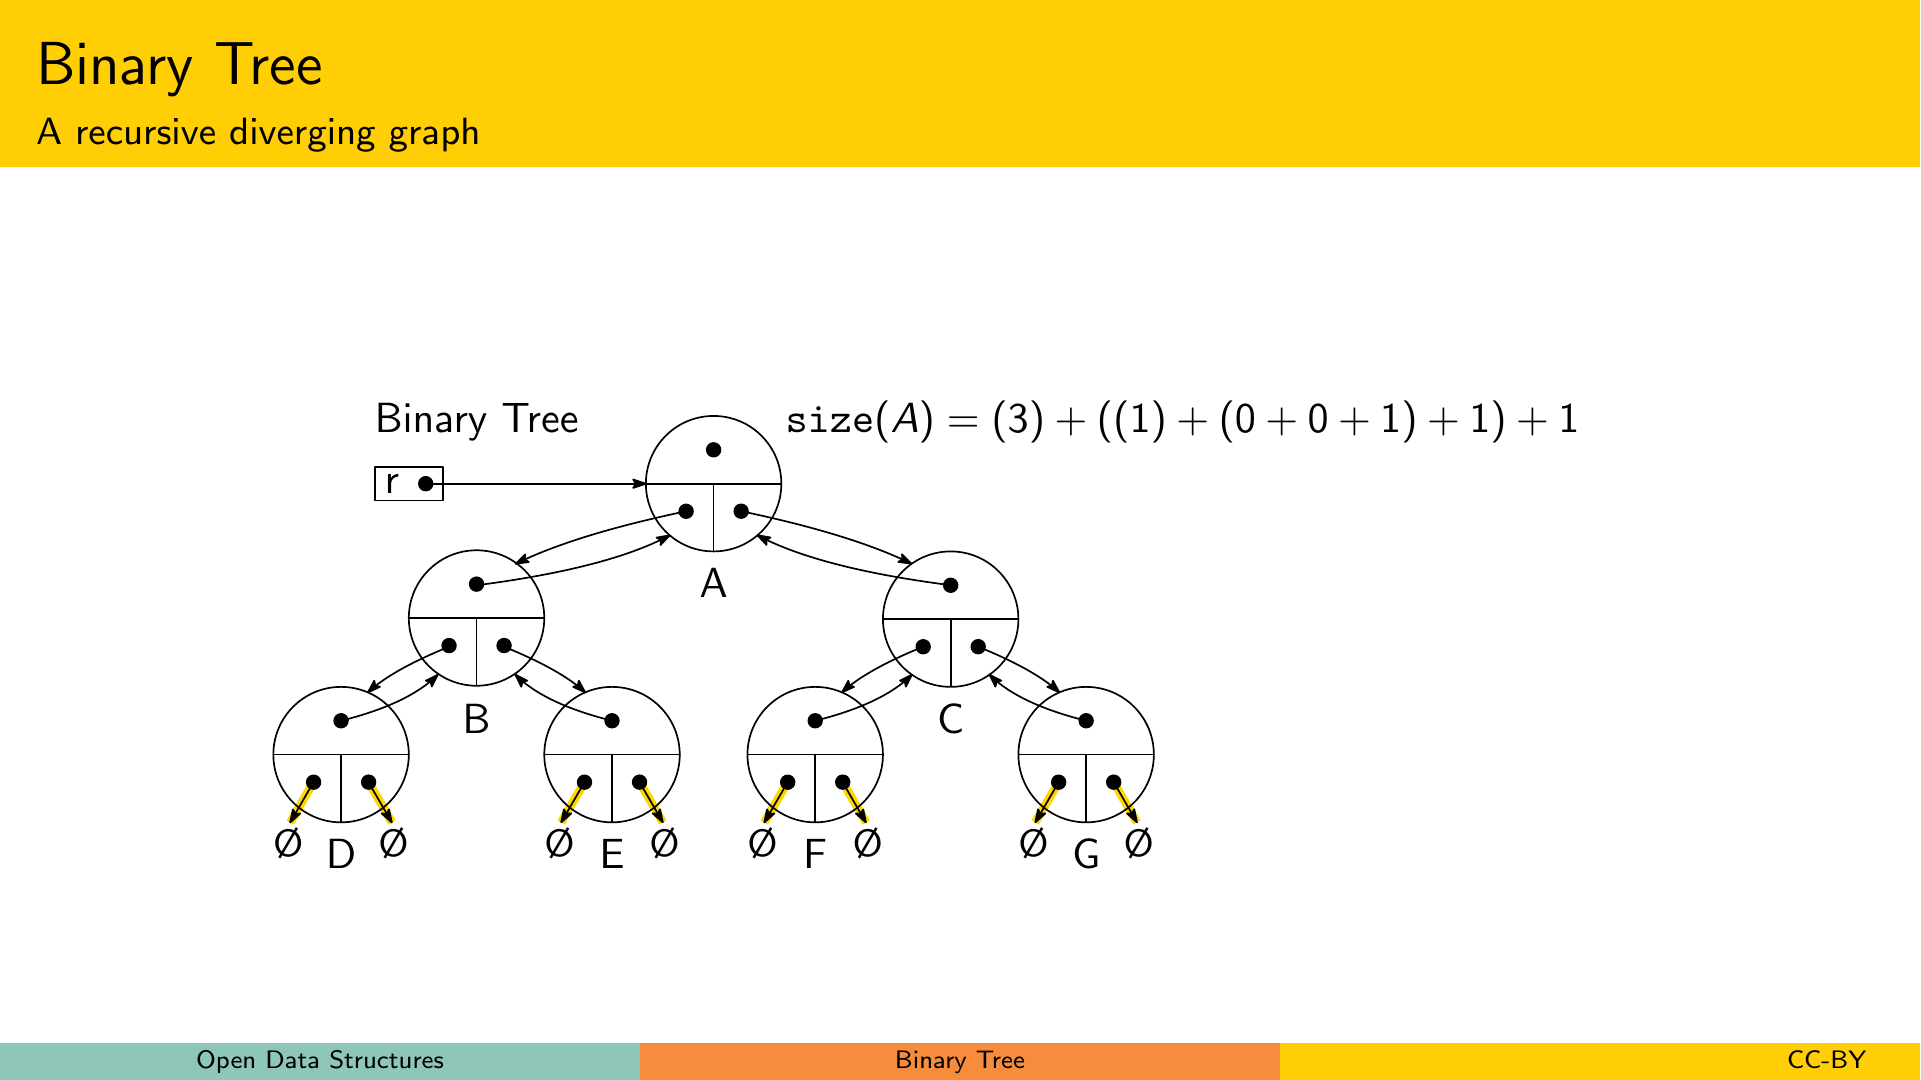 Binary Tree
A recursive diverging graph
Binary Tree
size(A) = (3) + ((1) + (0 + 0 + 1) + 1) + 1
r
A
B
C
∅ D ∅
∅ E ∅
∅ F ∅
∅ G ∅
Open Data Structures
Binary Tree
CC-BY